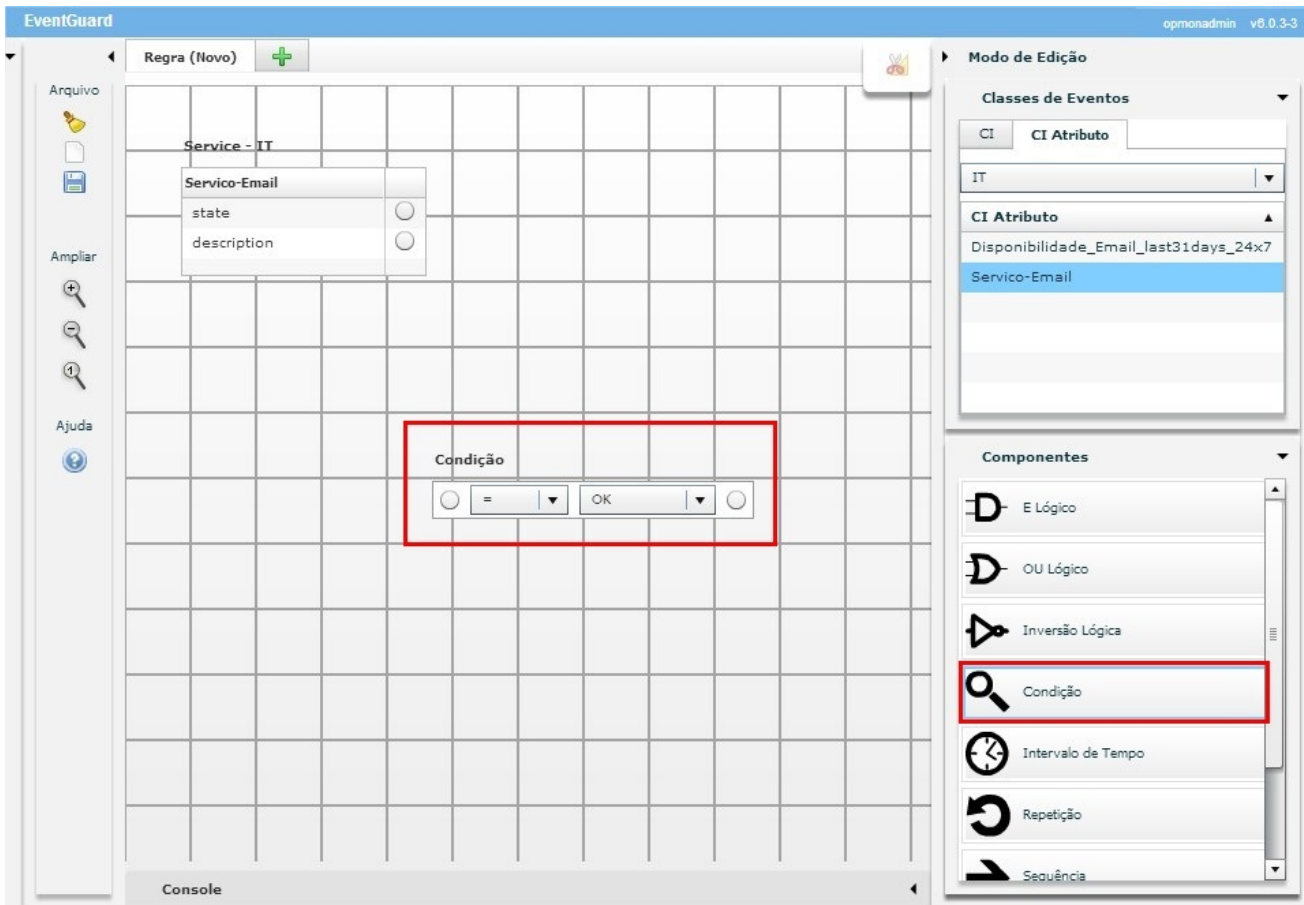 EventGuard
opmonadmin v6.0.3-3
Arquivo
Ampliar
1
Ajuda
?
Regra (Novo)
Service - IT
Servico-Email
state
description
Condição
= OK
Console
Modo de Edição
Classes de Eventos
CI CI Atributo
IT
CI Atributo
Disponibilidade_Email_last31days_24x7
Servico-Email
Componentes
E Lógico
OU Lógico
Inversão Lógica
Condição
Intervalo de Tempo
Repetição
Sequência